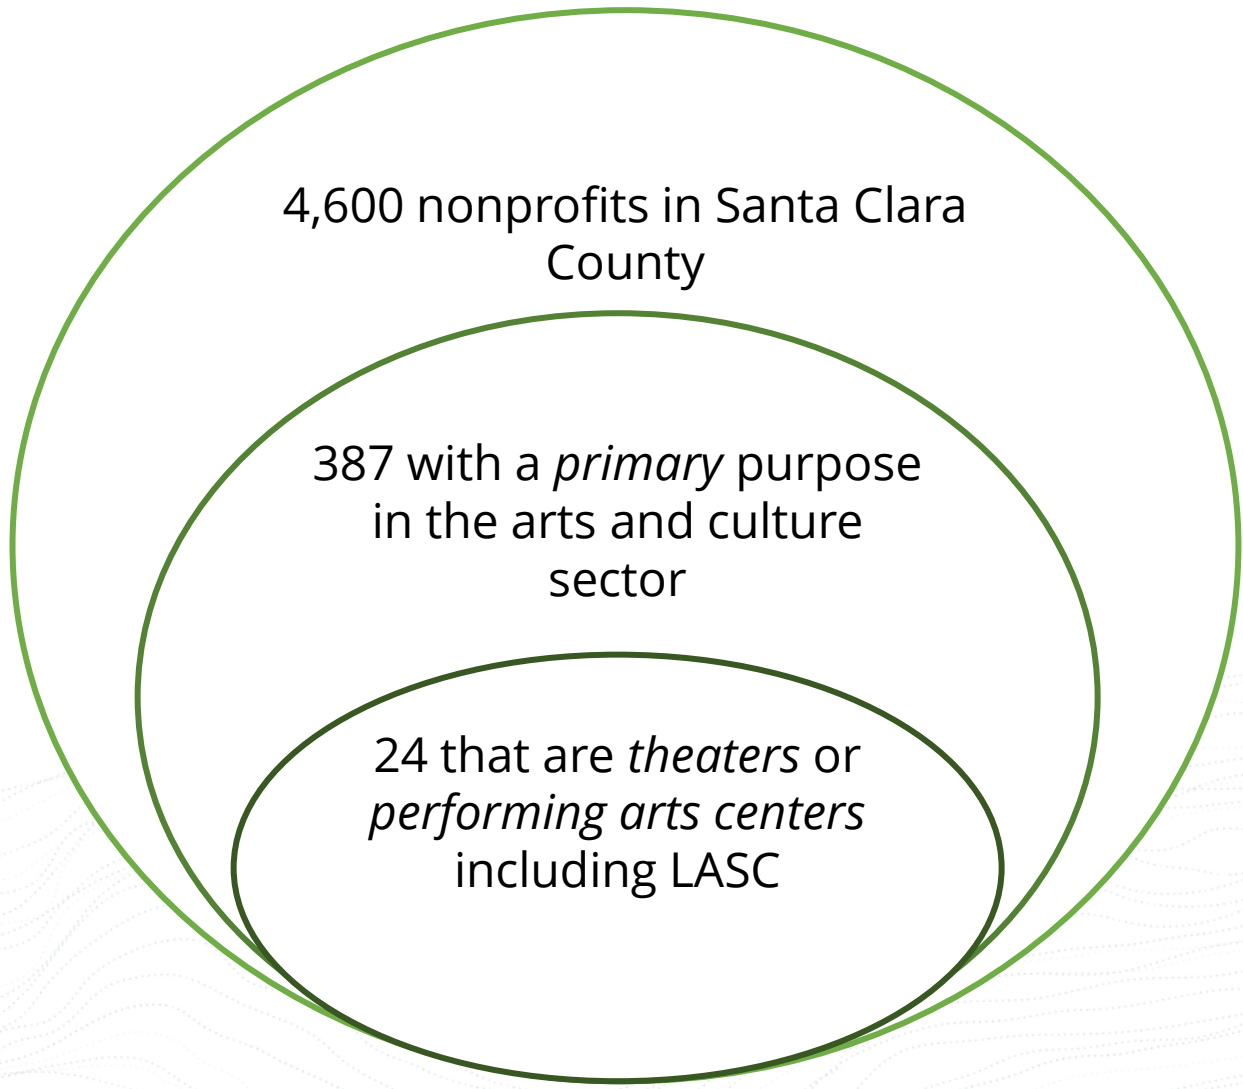 4,600 nonprofits in Santa Clara
County
387 with a primary purpose
in the arts and culture
sector
24 that are theaters or
performing arts centers
including LASC